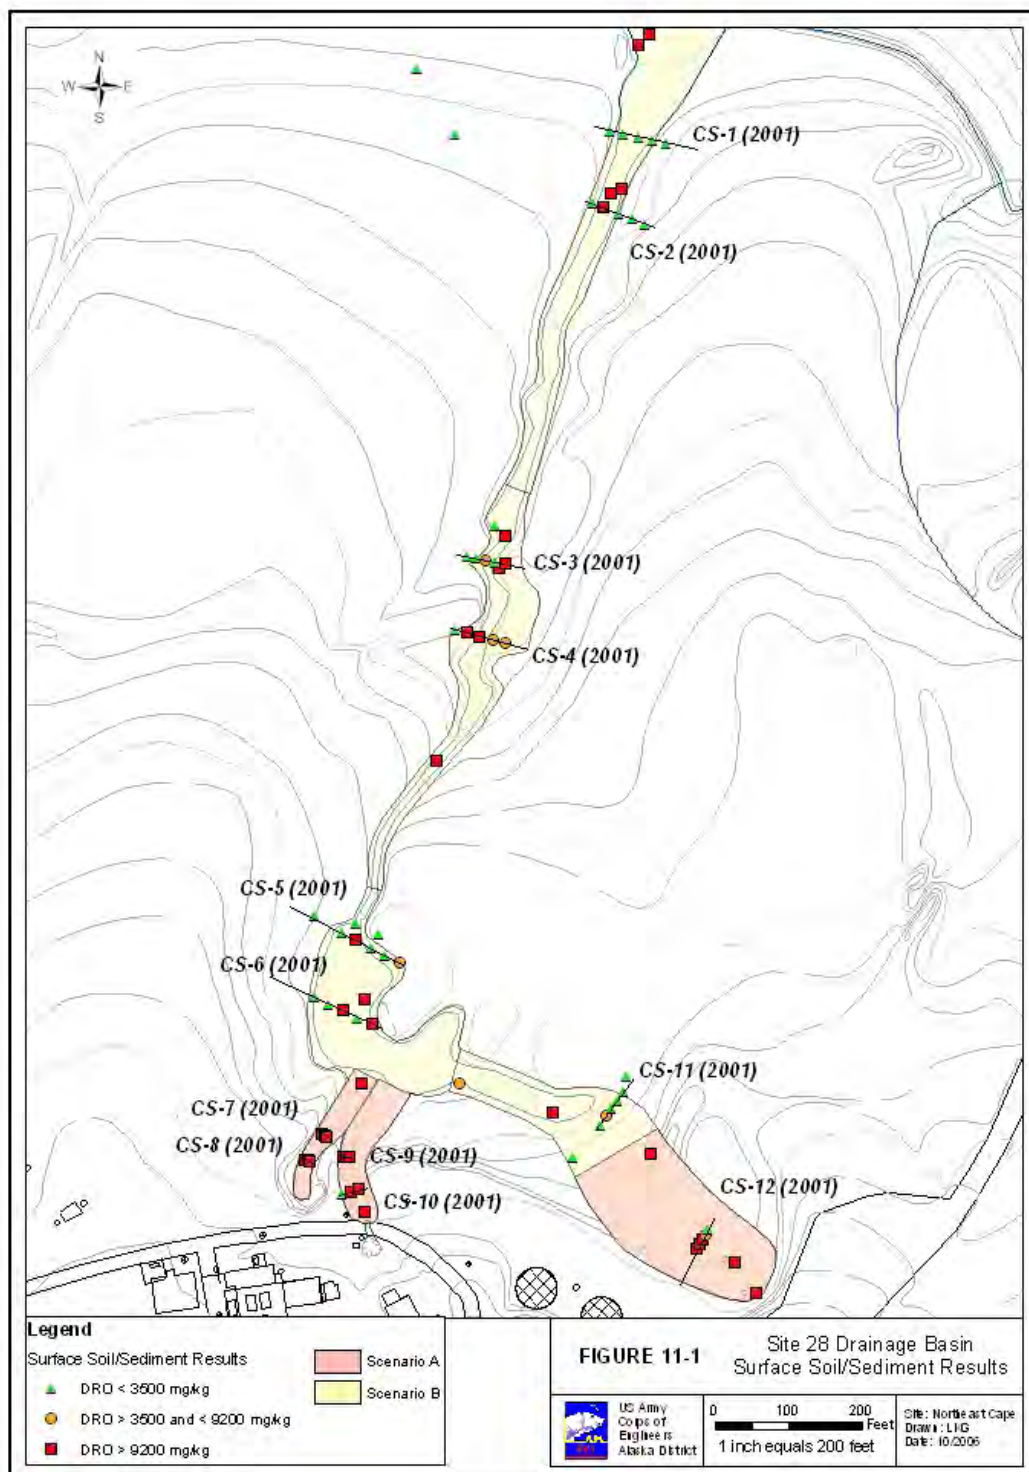 N
W E
S
CS-1 (2001)
CS-2 (2001)
CS-3 (2001)
CS-4 (2001)
CS-5 (2001)
CS-6 (2001)
CS-11 (2001)
CS-7 (2001)
CS-8 (2001)
CS-9 (2001)
CS-12 (2001)
CS-10 (2001)
Legend
Surface Soil/Sediment Results
DRO < 3500 mg/kg
DRO > 3500 and < 9200 mg/kg
DRO > 9200 mg/kg
Scenario A
Scenario B
FIGURE 11-1
Site 28 Drainage Basin
Surface Soil/Sediment Results
US Army
Corps of
Engineers
Alaska District
0 100 200
Feet
1 inch equals 200 feet
Site: Northeast Cape
Drawn: LKG
Date: 10/2006